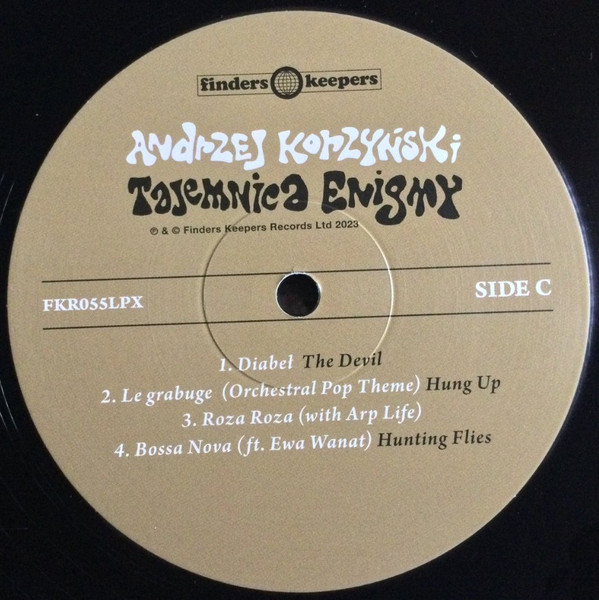 finders keepers
Andrzej Korzyński
Tajemnica Enigmy
℗ & © Finders Keepers Records Ltd 2023
FKR055LPX SIDE C
1. Diabeł The Devil
2. Le grabuge (Orchestral Pop Theme) Hung Up
3. Roza Roza (with Arp Life)
4. Bossa Nova (ft. Ewa Wanat) Hunting Flies